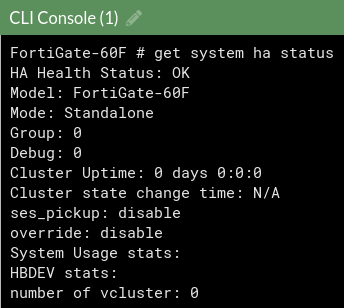 CLI Console (1)
FortiGate-60F # get system ha status
HA Health Status: OK
Model: FortiGate-60F
Mode: Standalone
Group: 0
Debug: 0
Cluster Uptime: 0 days 0:0:0
Cluster state change time: N/A
ses_pickup: disable
override: disable
System Usage stats:
HBDEV stats:
number of vcluster: 0